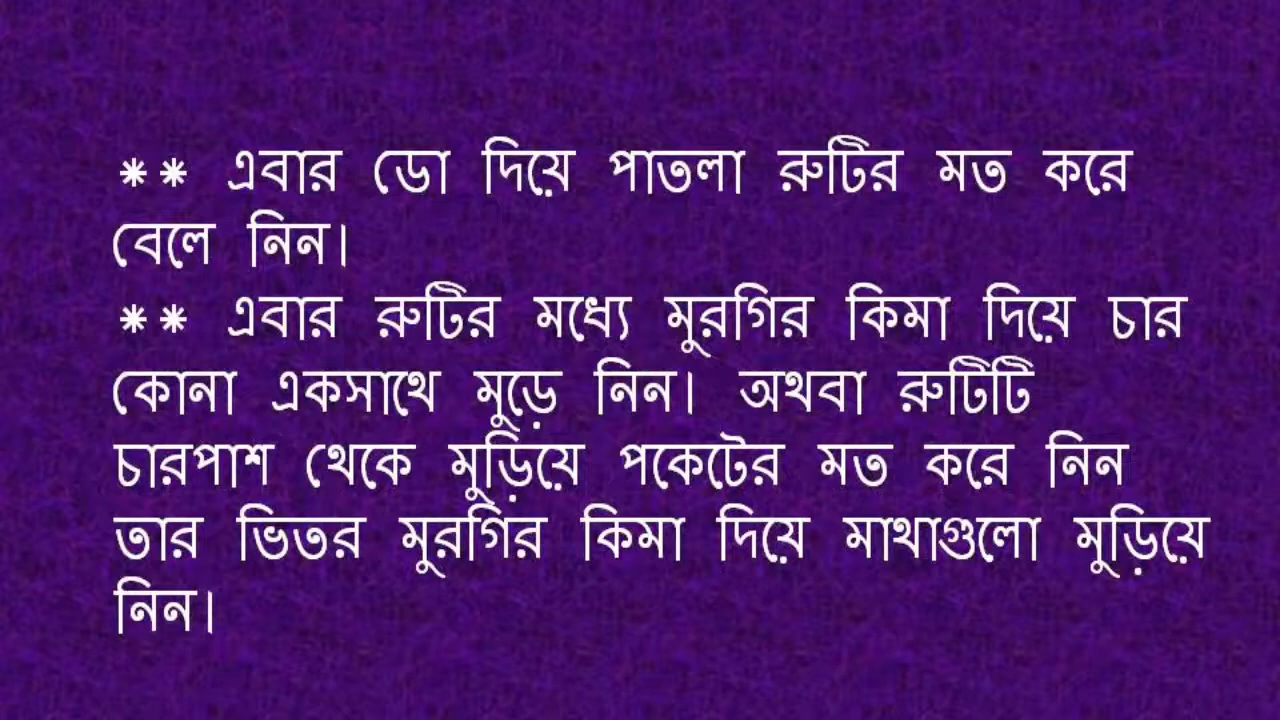 ** এবার ডো দিয়ে পাতলা রুটির মত করে
বেলে নিন।
** এবার রুটির মধ্যে মুরগির কিমা দিয়ে চার
কোনা একসাথে মুড়ে নিন। অথবা রুটিটি
চারপাশ থেকে মুড়িয়ে পকেটের মত করে নিন
তার ভিতর মুরগির কিমা দিয়ে মাথাগুলো মুড়িয়ে
নিন।